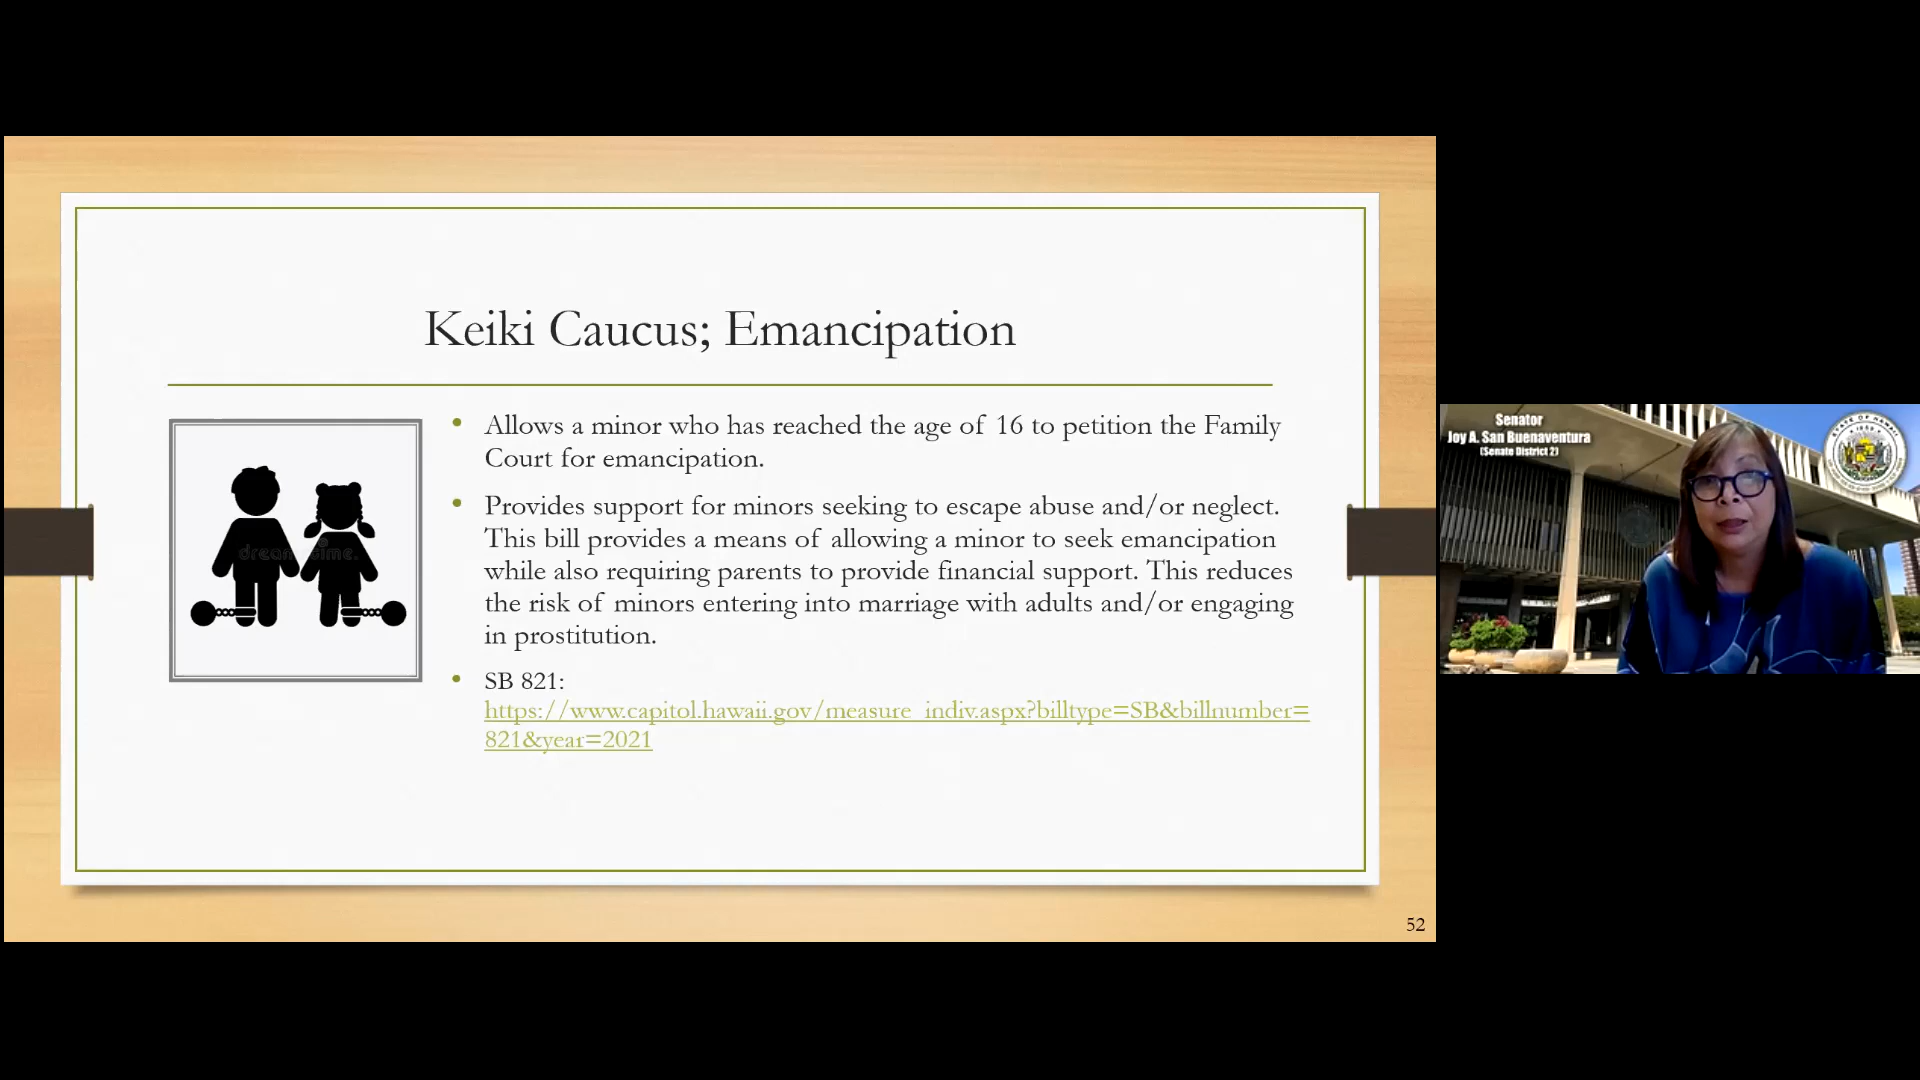 Keiki Caucus; Emancipation
• Allows a minor who has reached the age of 16 to petition the Family
Court for emancipation.
• Provides support for minors seeking to escape abuse and/or neglect.
This bill provides a means of allowing a minor to seek emancipation
while also requiring parents to provide financial support. This reduces
the risk of minors entering into marriage with adults and/or engaging
in prostitution.
• SB 821:
https://www.capitol.hawaii.gov/measure_indiv.aspx?billtype=SB&billnumber=
821&year=2021
52
Senator
Joy A. San Buenaventura
(Senate District 2)
STATE OF HAWAII
1959